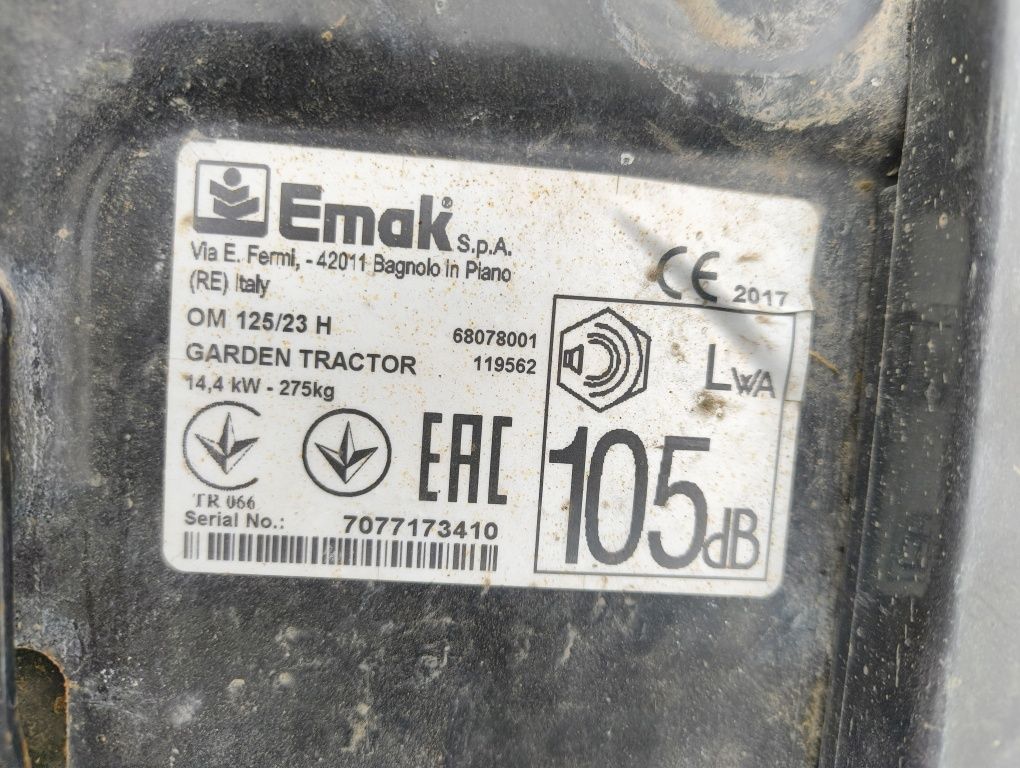 Emak S.p.A.
Via E. Fermi, - 42011 Bagnolo in Piano
(RE) Italy
CE 2017
OM 125/23 H 68078001
GARDEN TRACTOR 119562
14,4 kW - 275kg
LWA
105dB
EAC
TR 066
Serial No.: 7077173410